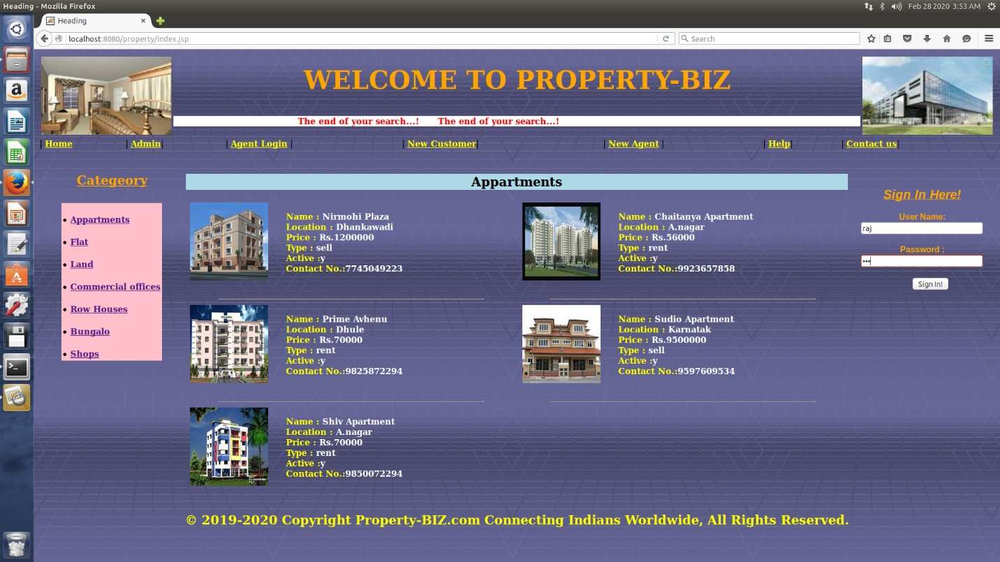 Heading - Mozilla Firefox
Feb 28 2020 3:53 AM
Heading
localhost:8080/property/index.jsp
Search
WELCOME TO PROPERTY-BIZ
The end of your search...! The end of your search...!
| Home | Admin| | Agent Login | | New Customer| | New Agent | | Help| | Contact us|
Categeory
• Appartments
• Flat
• Land
• Commercial offices
• Row Houses
• Bungalo
• Shops
Appartments
Name : Nirmohi Plaza
Location : Dhankawadi
Price : Rs.1200000
Type : sell
Active :y
Contact No.:7745049223
Name : Chaitanya Apartment
Location : A.nagar
Price : Rs.56000
Type : rent
Active :y
Contact No.:9923657858
Name : Prime Avhenu
Location : Dhule
Price : Rs.70000
Type : rent
Active :y
Contact No.:9825872294
Name : Sudio Apartment
Location : Karnatak
Price : Rs.9500000
Type : sell
Active :y
Contact No.:9597609534
Name : Shiv Apartment
Location : A.nagar
Price : Rs.70000
Type : rent
Active :y
Contact No.:9850072294
Sign In Here!
User Name:
raj
Password :
•••
Sign In!
© 2019-2020 Copyright Property-BIZ.com Connecting Indians Worldwide, All Rights Reserved.